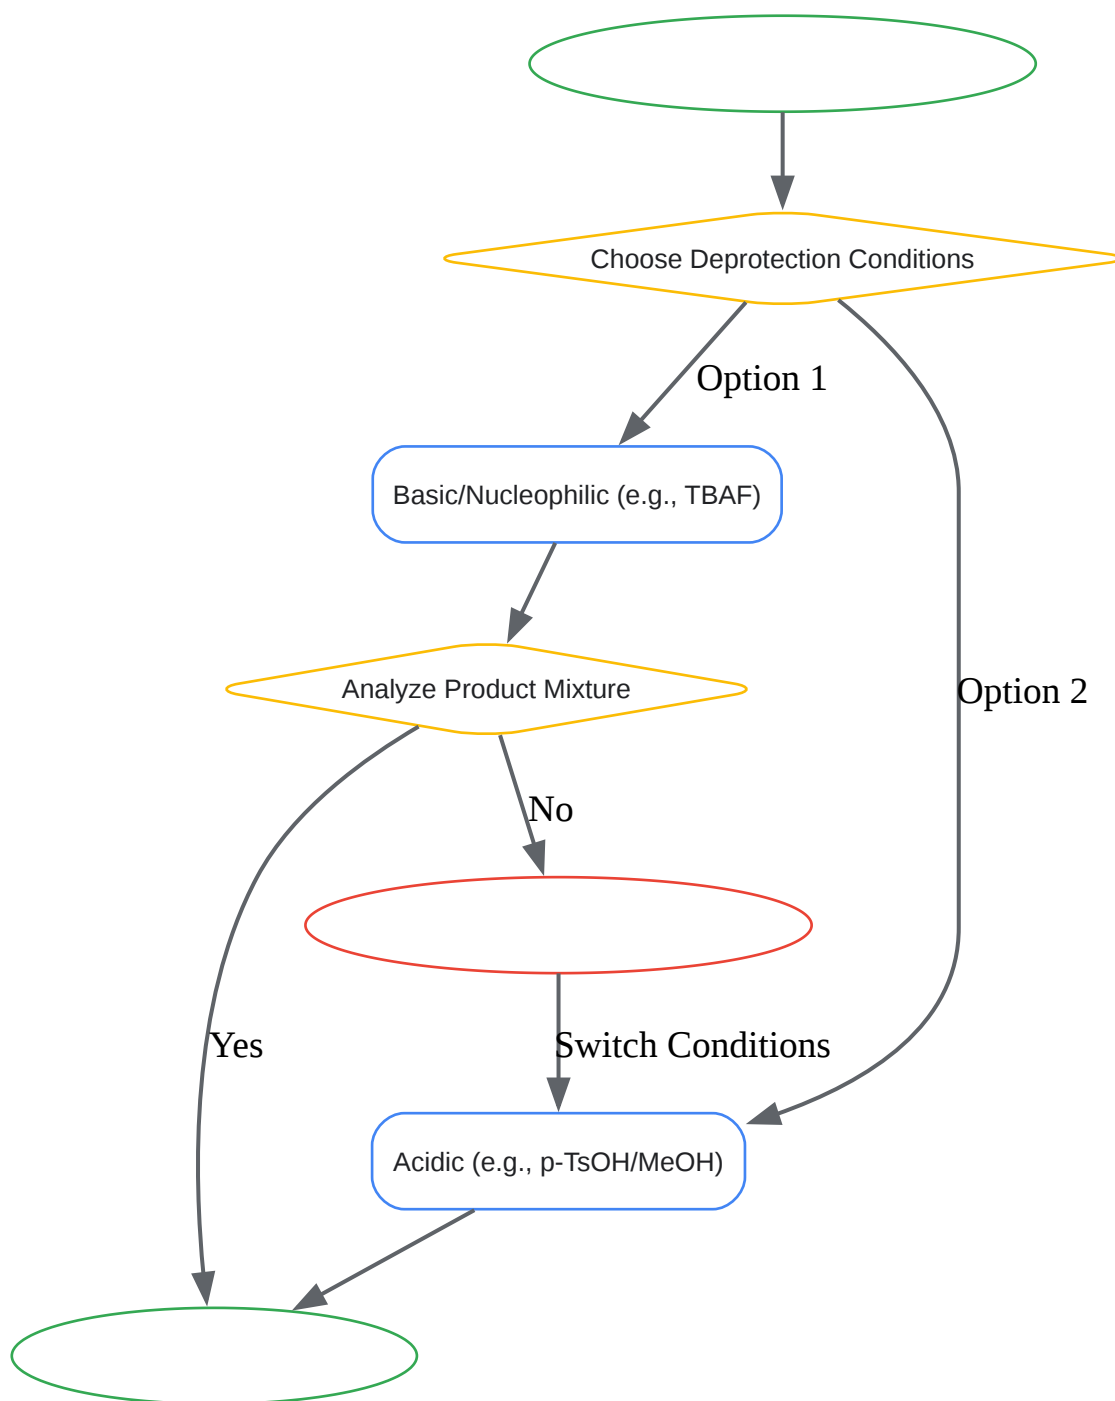 Choose Deprotection Conditions
Option 1
Basic/Nucleophilic (e.g., TBAF)
Analyze Product Mixture
Option 2
No
Yes
Switch Conditions
Acidic (e.g., p-TsOH/MeOH)